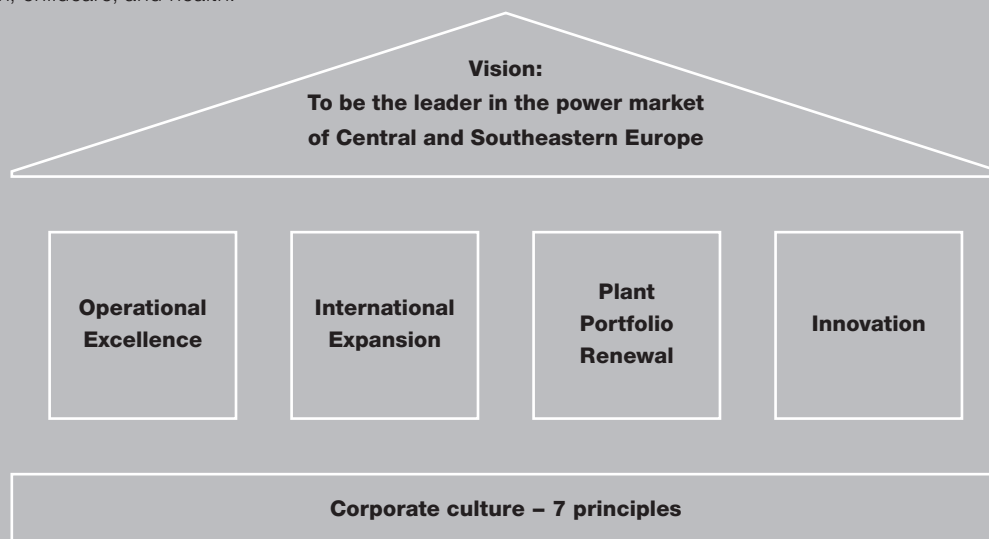 childcare, and health.
Vision:
To be the leader in the power market
of Central and Southeastern Europe
Operational
Excellence
International
Expansion
Plant
Portfolio
Renewal
Innovation
Corporate culture – 7 principles